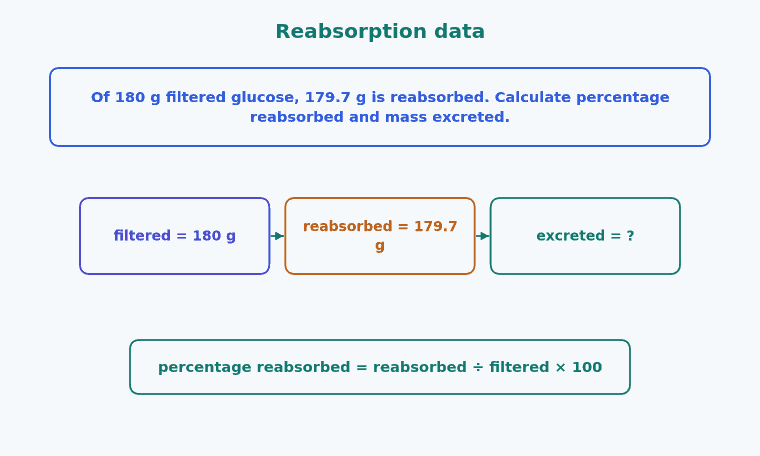 Reabsorption data
Of 180 g filtered glucose, 179.7 g is reabsorbed. Calculate percentage
reabsorbed and mass excreted.
filtered = 180 g
reabsorbed = 179.7
g
excreted = ?
percentage reabsorbed = reabsorbed ÷ filtered × 100